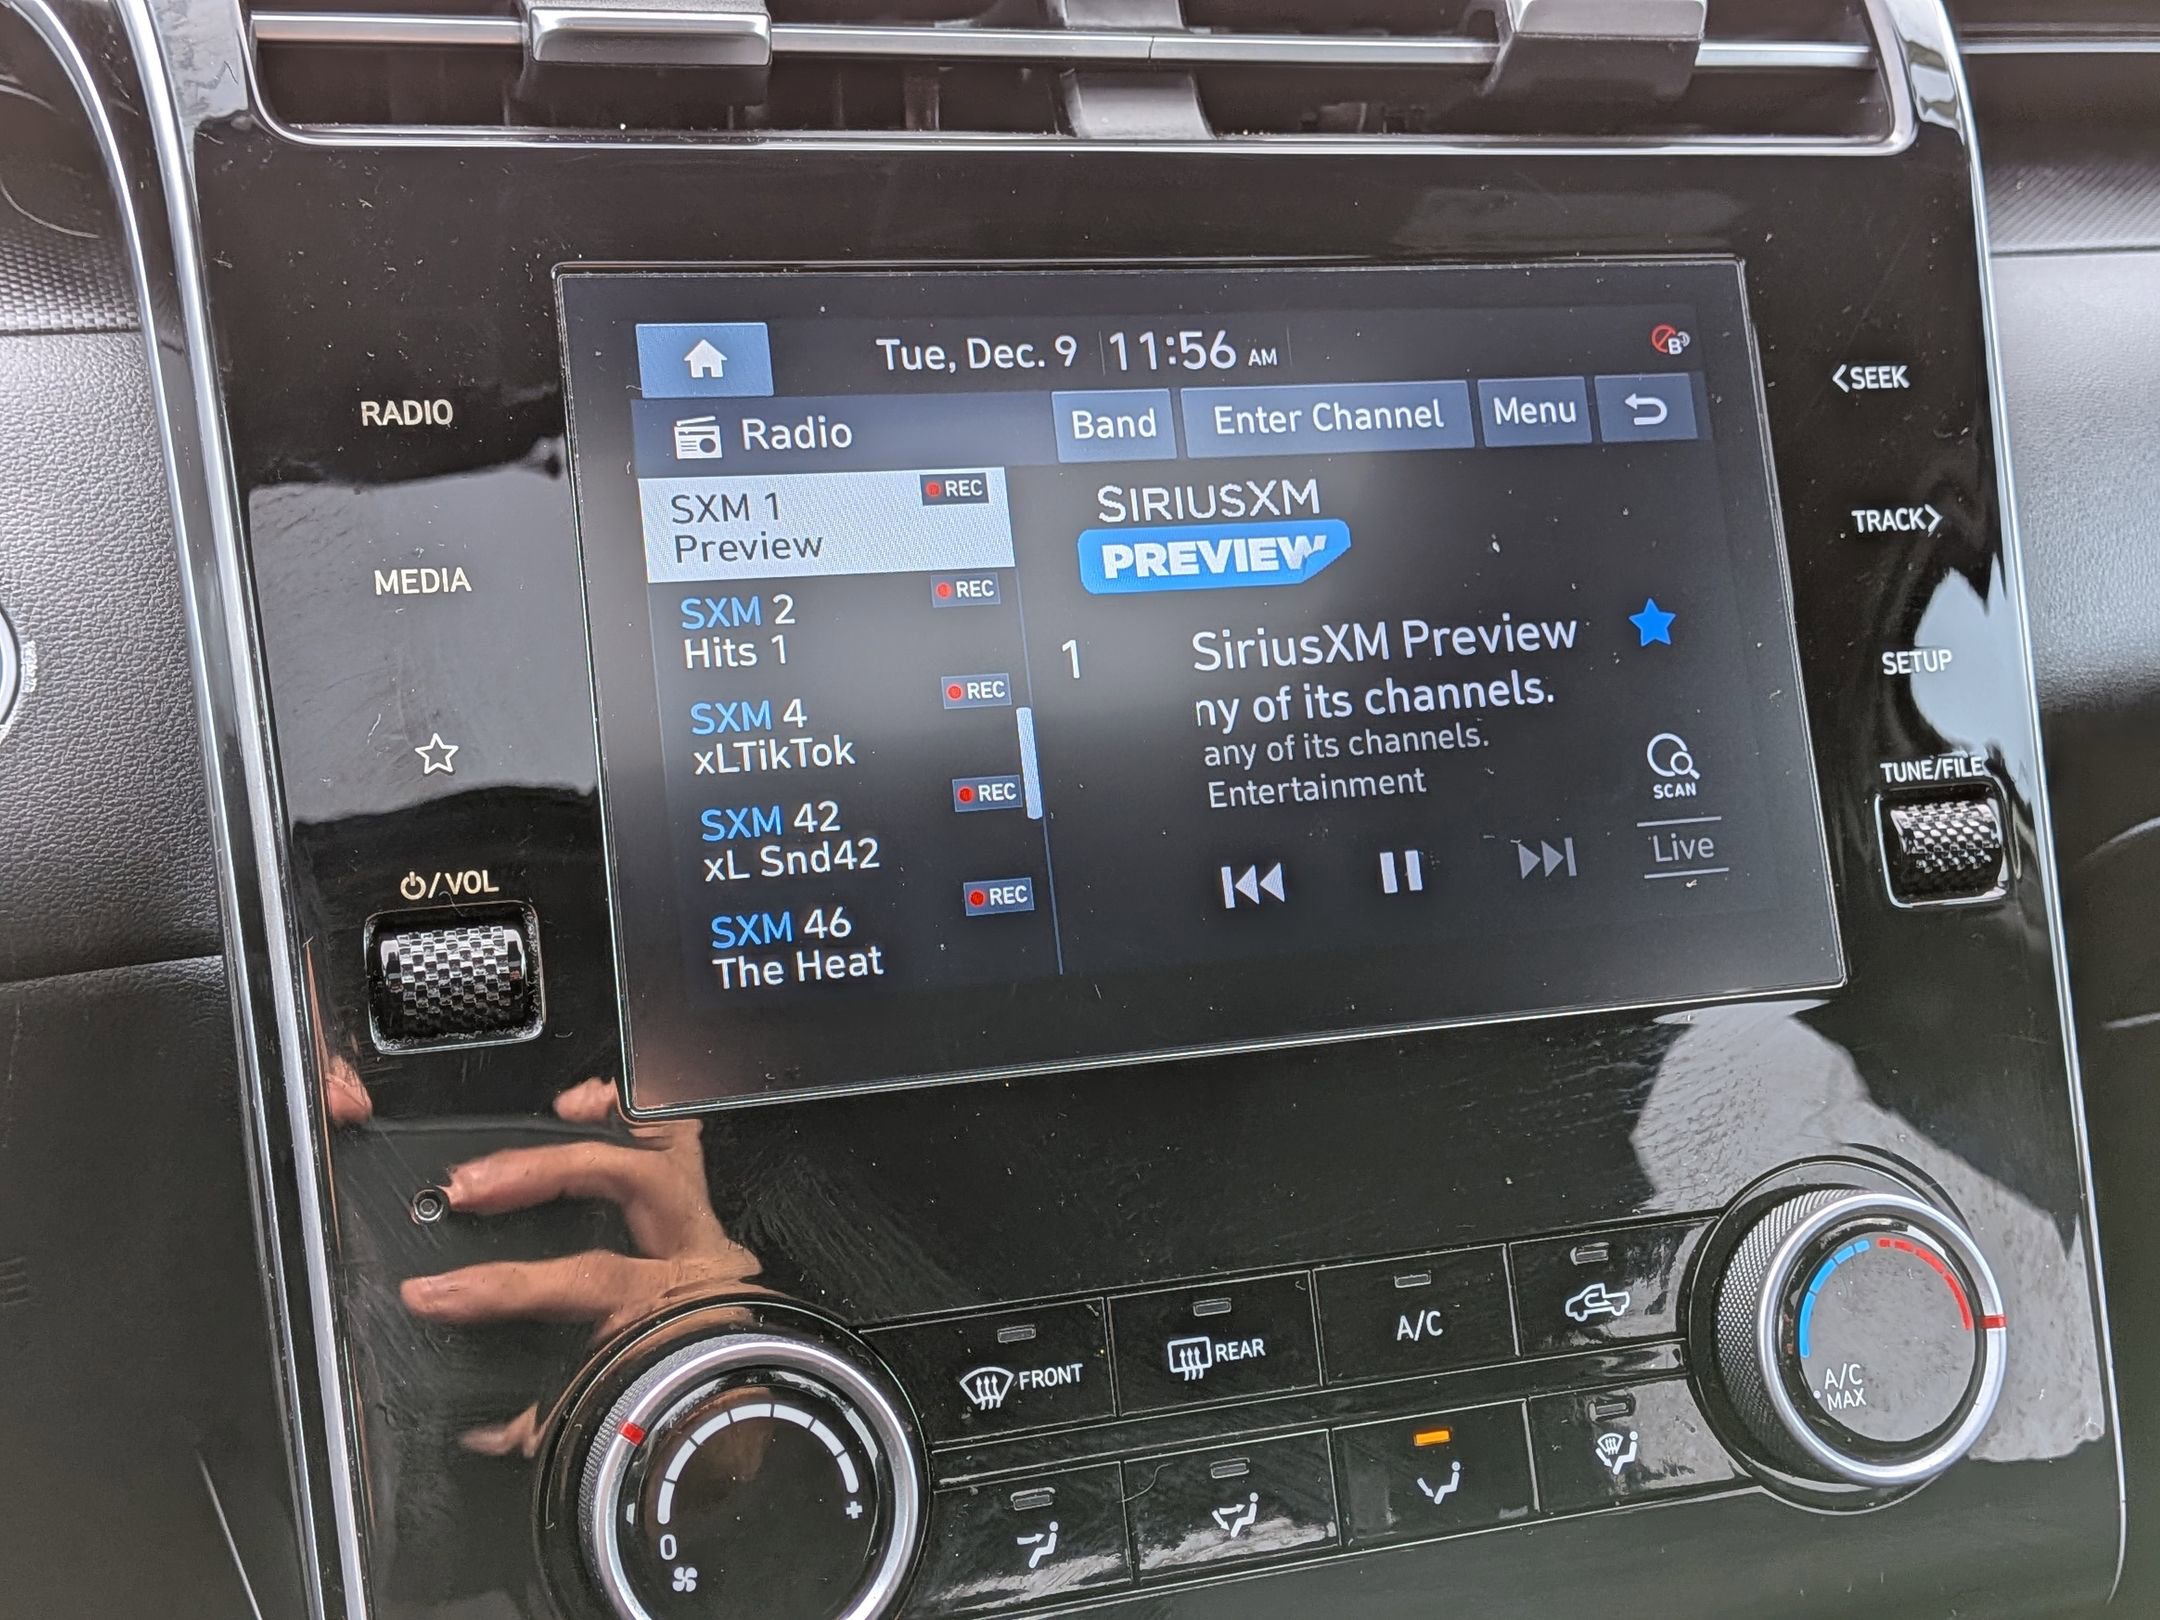 Tue, Dec. 9 11:56 AM
B
Radio Band Enter Channel Menu
SXM 1 REC
Preview
SXM 2 REC
Hits 1
SXM 4 REC
xLTikTok
SXM 42 REC
xL Snd42
SXM 46 REC
The Heat
SIRIUSXM
PREVIEW
1 SiriusXM Preview
ny of its channels.
any of its channels.
Entertainment
SCAN
Live
RADIO
MEDIA
/VOL
<SEEK
TRACK>
SETUP
TUNE/FILE
FRONT
REAR
A/C
A/C
MAX
0
+